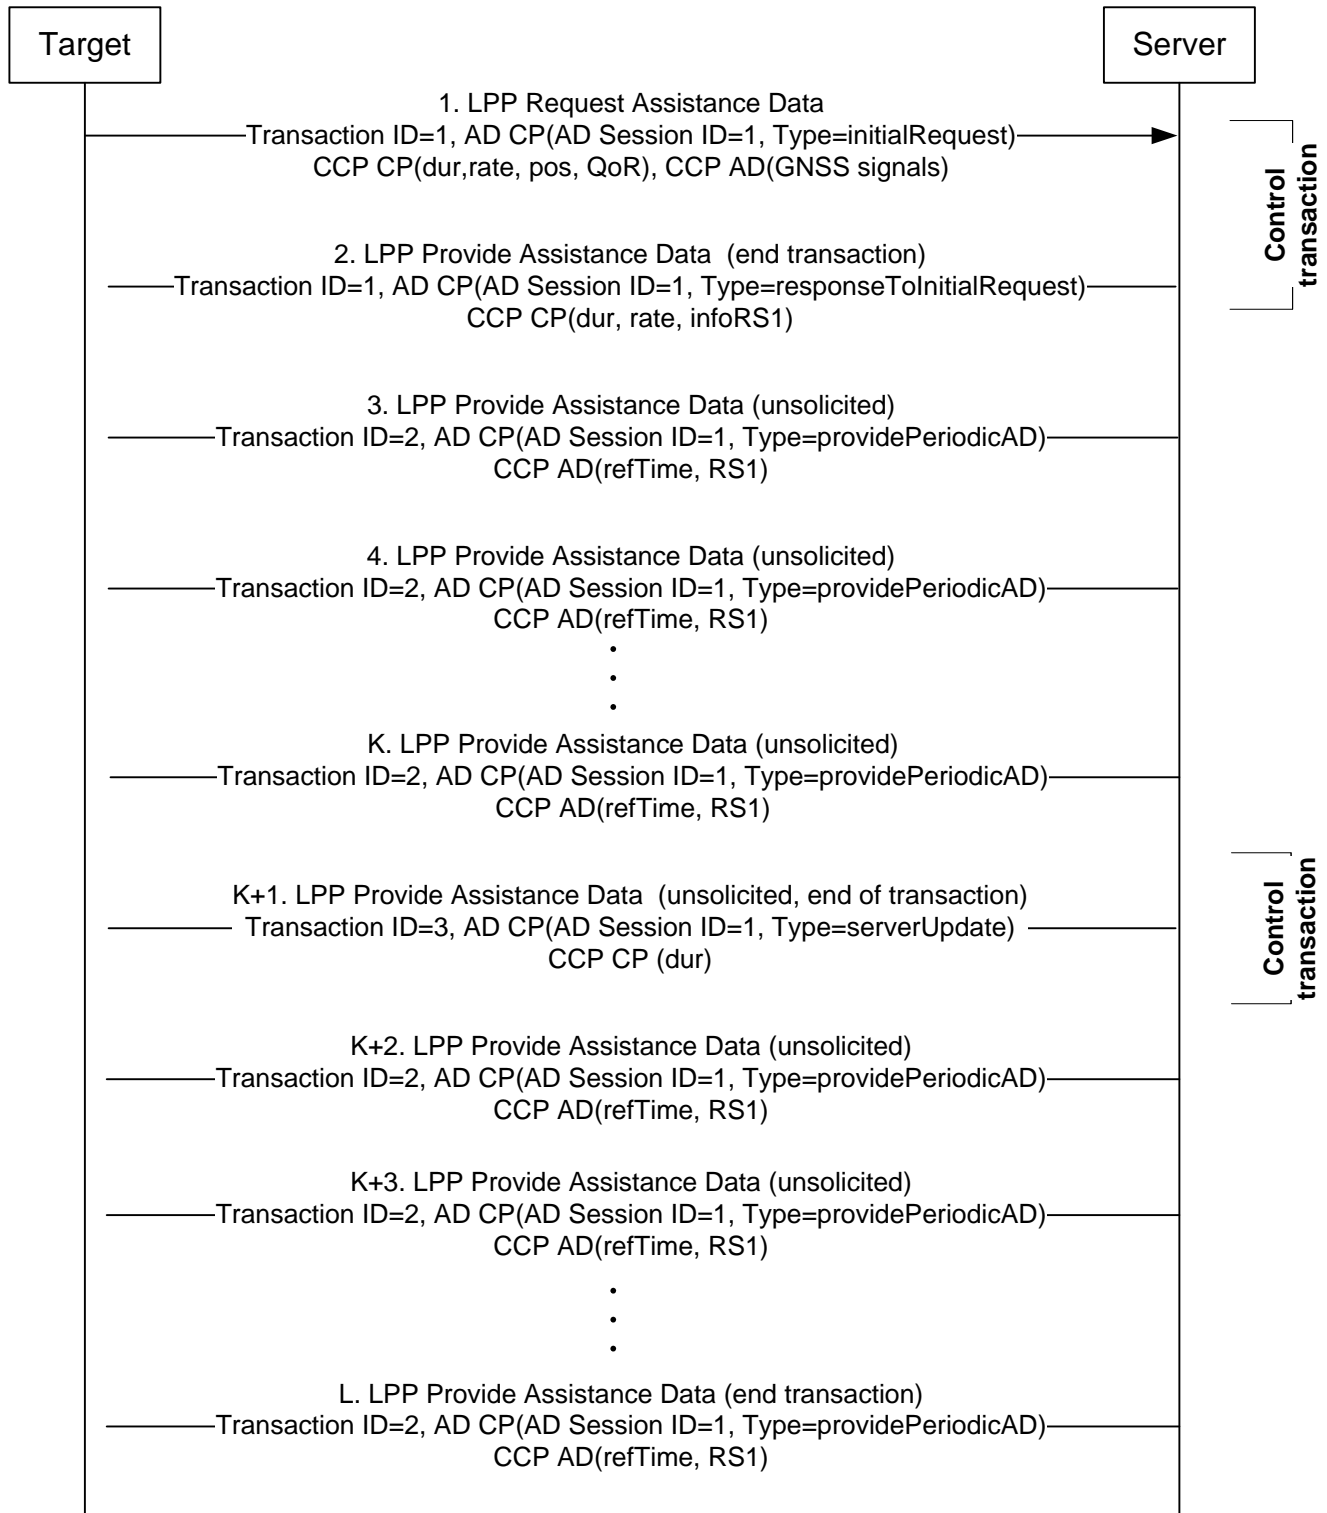 Target
Server
1. LPP Request Assistance Data
Transaction ID=1, AD CP(AD Session ID=1, Type=initialRequest)
CCP CP(dur,rate, pos, QoR), CCP AD(GNSS signals)
Control
transaction
2. LPP Provide Assistance Data  (end transaction)
Transaction ID=1, AD CP(AD Session ID=1, Type=responseToInitialRequest)
CCP CP(dur, rate, infoRS1)
3. LPP Provide Assistance Data (unsolicited)
Transaction ID=2, AD CP(AD Session ID=1, Type=providePeriodicAD)
CCP AD(refTime, RS1)
4. LPP Provide Assistance Data (unsolicited)
Transaction ID=2, AD CP(AD Session ID=1, Type=providePeriodicAD)
CCP AD(refTime, RS1)
K. LPP Provide Assistance Data (unsolicited)
Transaction ID=2, AD CP(AD Session ID=1, Type=providePeriodicAD)
CCP AD(refTime, RS1)
K+1. LPP Provide Assistance Data  (unsolicited, end of transaction)
Transaction ID=3, AD CP(AD Session ID=1, Type=serverUpdate)
CCP CP (dur)
Control
transaction
K+2. LPP Provide Assistance Data (unsolicited)
Transaction ID=2, AD CP(AD Session ID=1, Type=providePeriodicAD)
CCP AD(refTime, RS1)
K+3. LPP Provide Assistance Data (unsolicited)
Transaction ID=2, AD CP(AD Session ID=1, Type=providePeriodicAD)
CCP AD(refTime, RS1)
L. LPP Provide Assistance Data (end transaction)
Transaction ID=2, AD CP(AD Session ID=1, Type=providePeriodicAD)
CCP AD(refTime, RS1)